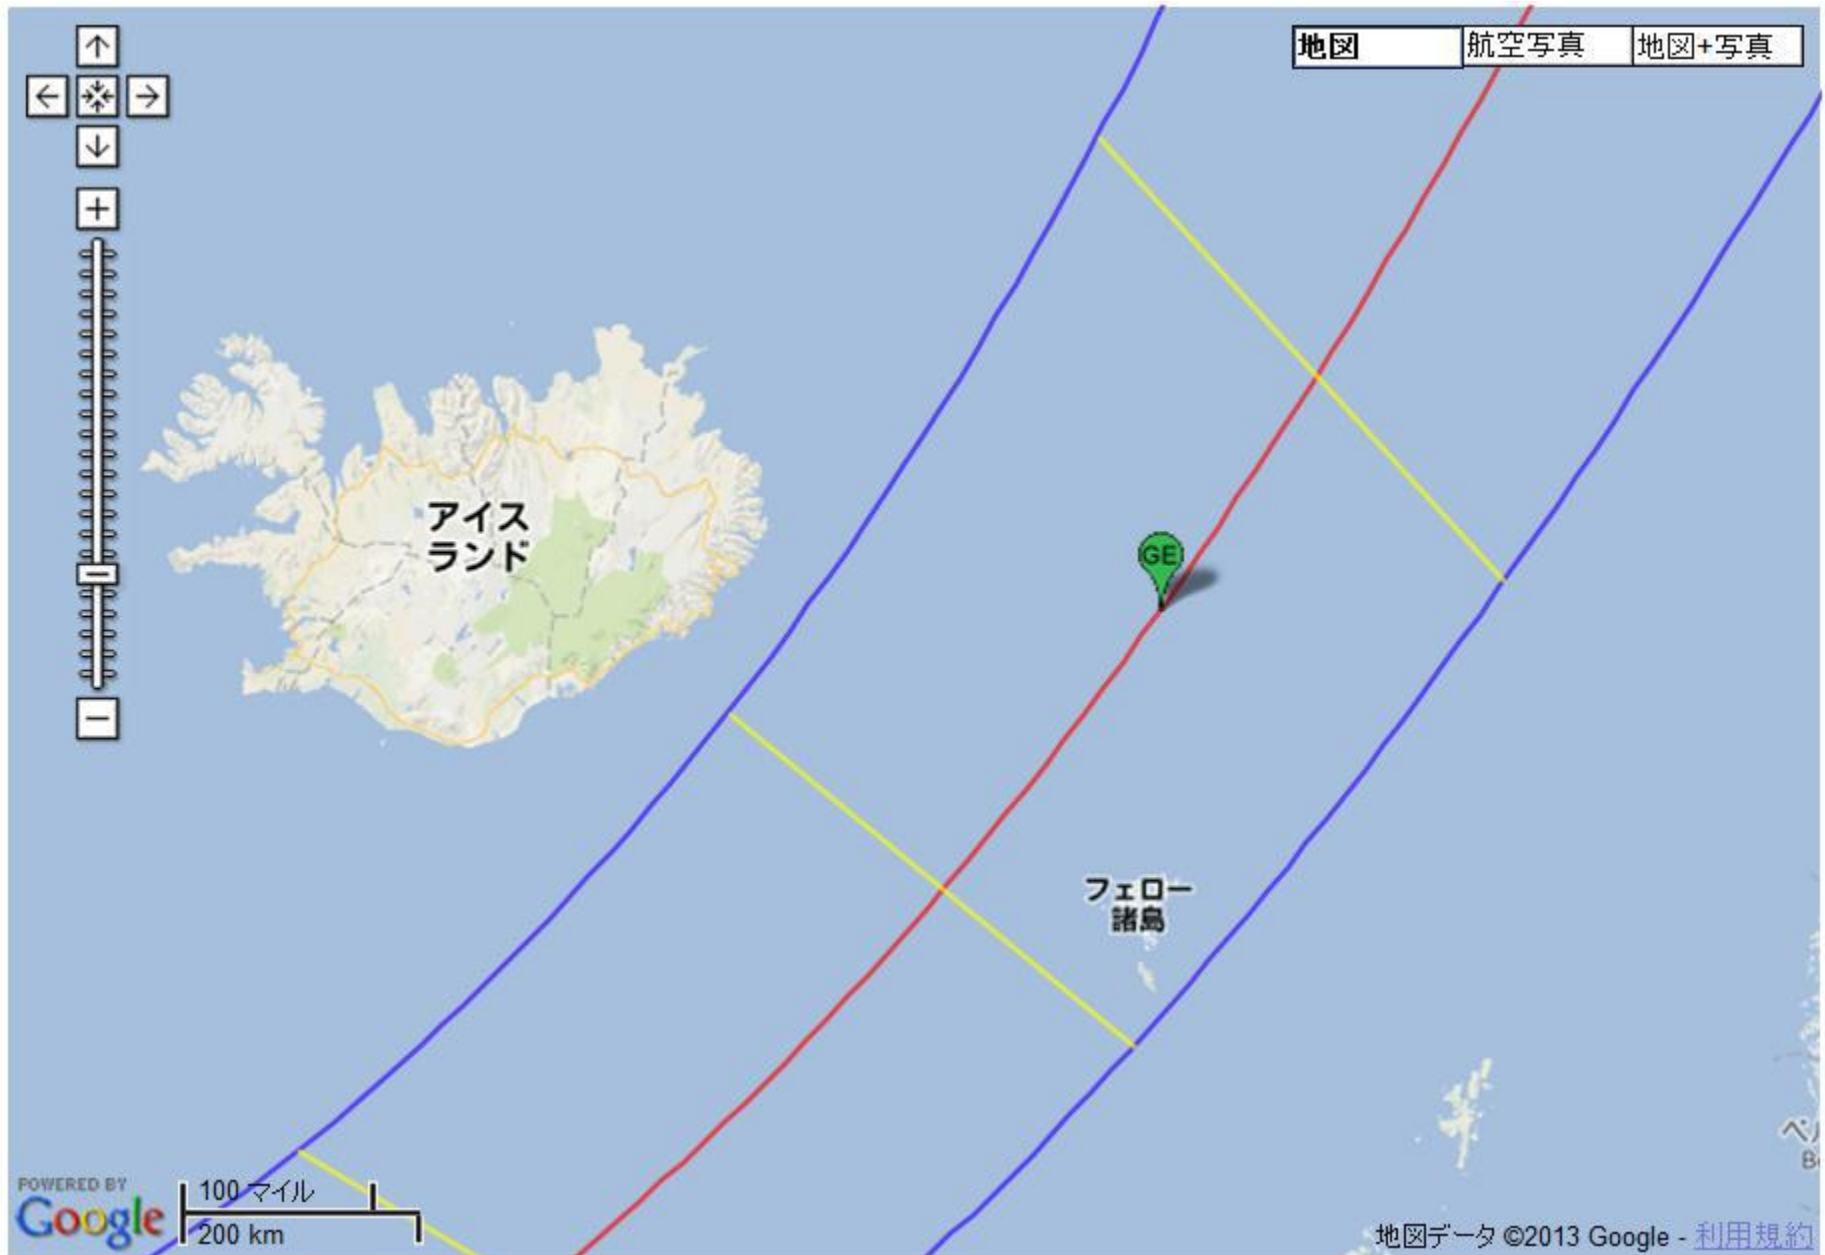 地図
航空写真
地図+写真
アイス
ランド
GE
フェロー
諸島
POWERED BY
Google
100 マイル
200 km
地図データ ©2013 Google - 利用規約